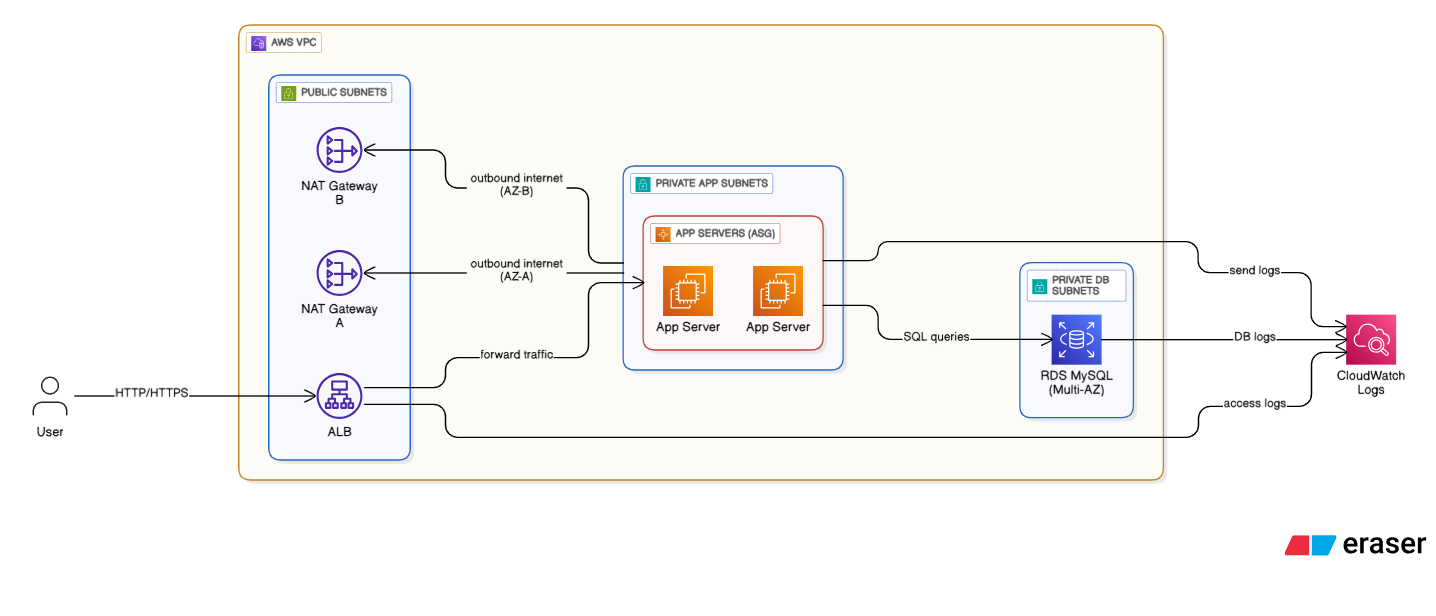 AWS VPC
PUBLIC SUBNETS
NAT Gateway
B
outbound internet
(AZ-B)
PRIVATE APP SUBNETS
APP SERVERS (ASG)
NAT Gateway
A
outbound internet
(AZ-A)
App Server
App Server
send logs
PRIVATE DB
SUBNETS
SQL queries
RDS MySQL
(Multi-AZ)
DB logs
CloudWatch
Logs
forward traffic
access logs
HTTP/HTTPS
User
ALB
eraser